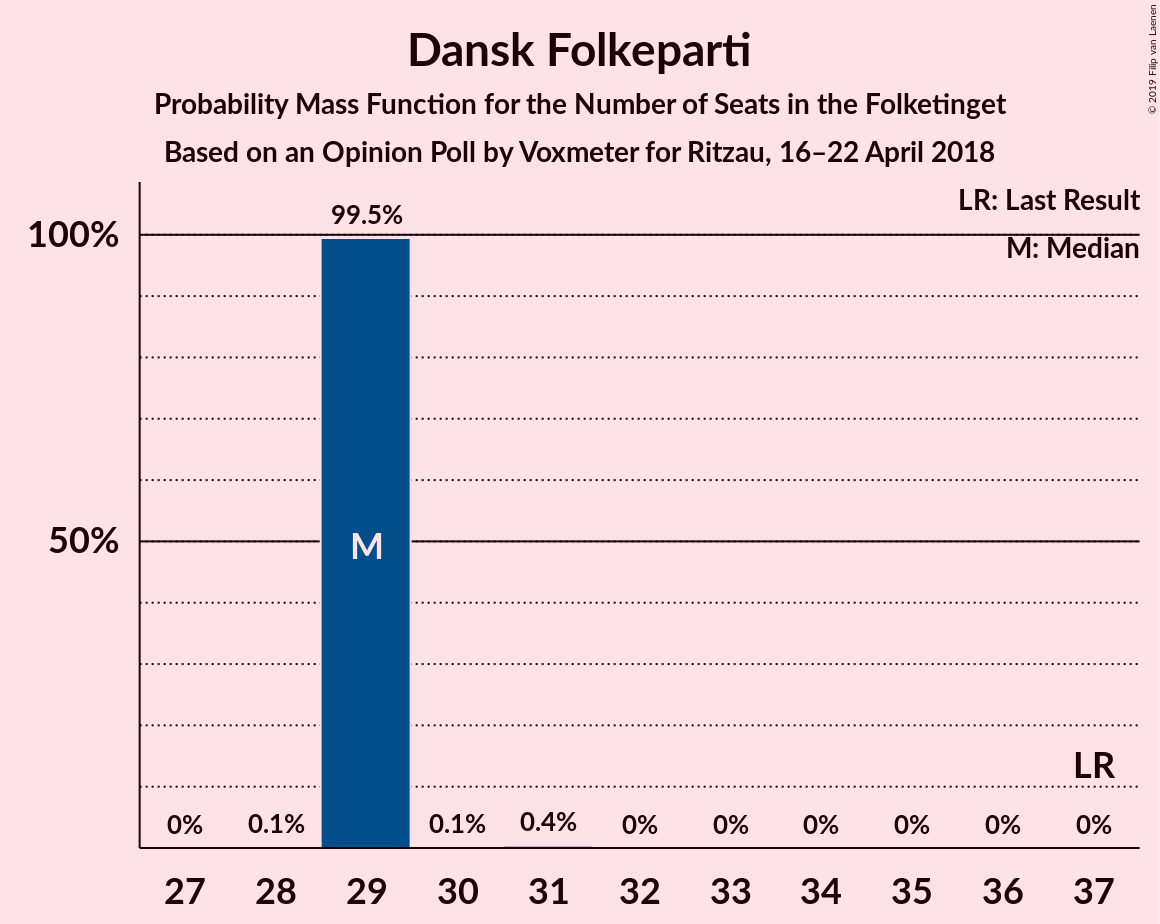 Dansk Folkeparti
Probability Mass Function for the Number of Seats in the Folketinget
Based on an Opinion Poll by Voxmeter for Ritzau, 16–22 April 2018
© 2019 Filip van Laenen
LR: Last Result
M: Median
100%
50%
99.5%
M
LR
0% 0.1% 0.1% 0.4% 0% 0% 0% 0% 0% 0%
27 28 29 30 31 32 33 34 35 36 37